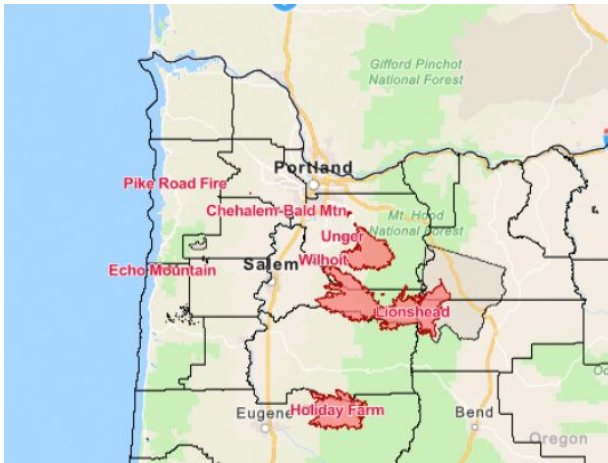 Gifford Pinchot
National Forest
Portland
Pike Road Fire
Chehalem-Bald Mtn.
Mt. Hood
National
Forest
Unger
Wilhoit
Salem
Echo Mountain
Lionshead
Holiday Farm
Eugene
Bend
Oregon